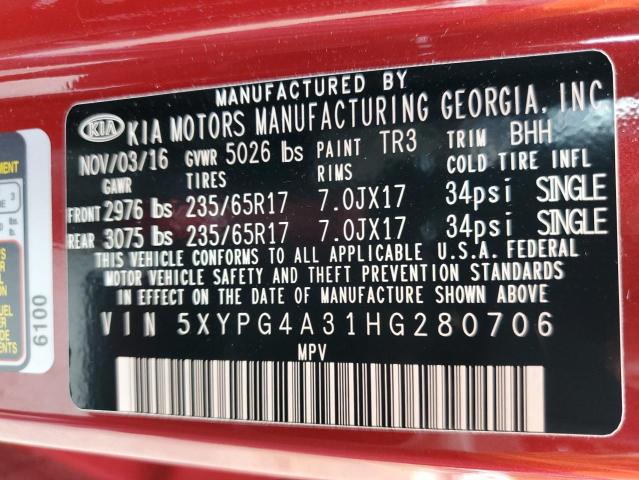 MANUFACTURED BY
KIA KIA MOTORS MANUFACTURING GEORGIA, INC
NOV/03/16 GVWR 5026 lbs PAINT TR3 TRIM BHH
GAWR TIRES RIMS COLD TIRE INFL
FRONT 2976 lbs 235/65R17 7.0JX17 34psi SINGLE
REAR 3075 lbs 235/65R17 7.0JX17 34psi SINGLE
THIS VEHICLE CONFORMS TO ALL APPLICABLE U.S.A. FEDERAL
MOTOR VEHICLE SAFETY AND THEFT PREVENTION STANDARDS
IN EFFECT ON THE DATE OF MANUFACTURE SHOWN ABOVE
VIN 5XYPG4A31HG280706
MPV
6100